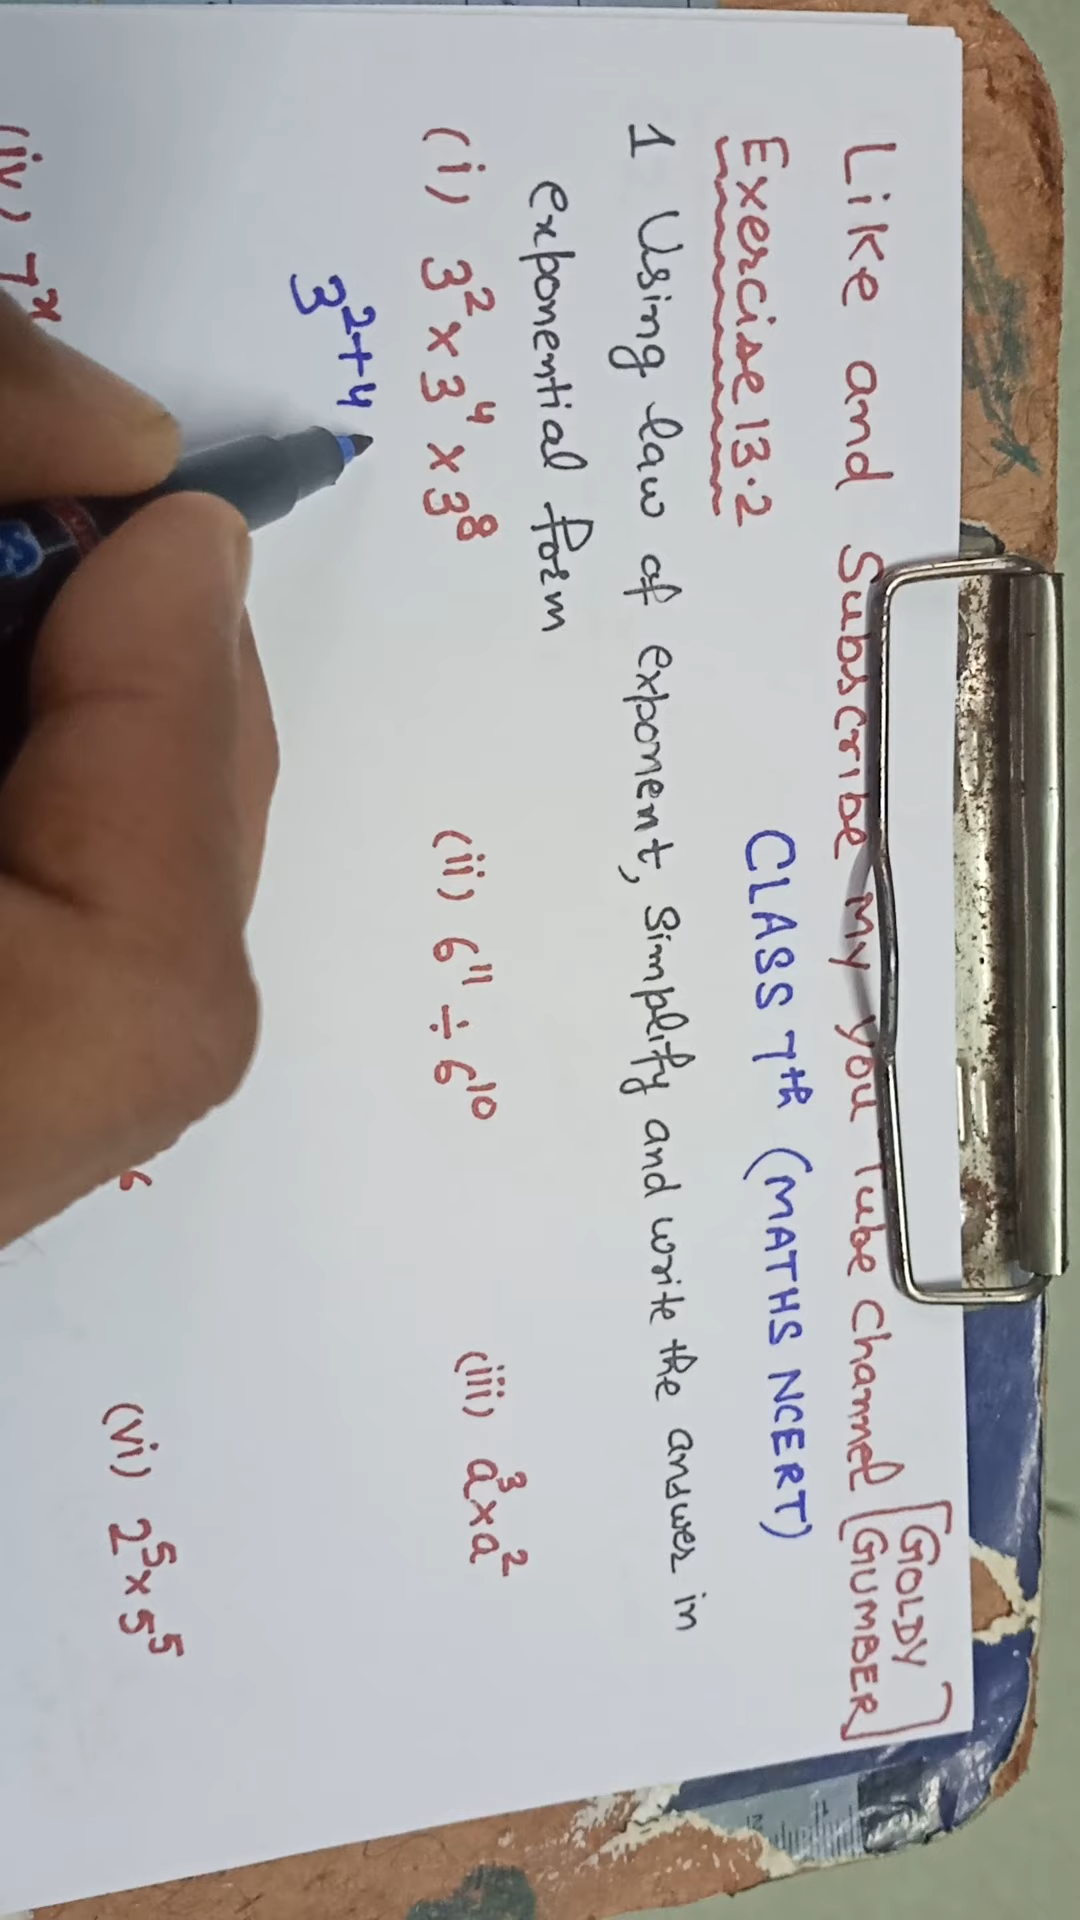 Like and Subscribe My You Tube Channel [GOLDY GUMBER]
Exercise 13.2 CLASS 7th (MATHS NCERT)
1 Using law of exponent, Simplify and write the answer in
exponential form
(i) 3² × 3⁴ × 3⁸ (ii) 6¹¹ ÷ 6¹⁰ (iii) a³ × a²
3²⁺⁴
(iv) 7ˣ (vi) 2⁵ × 5⁵